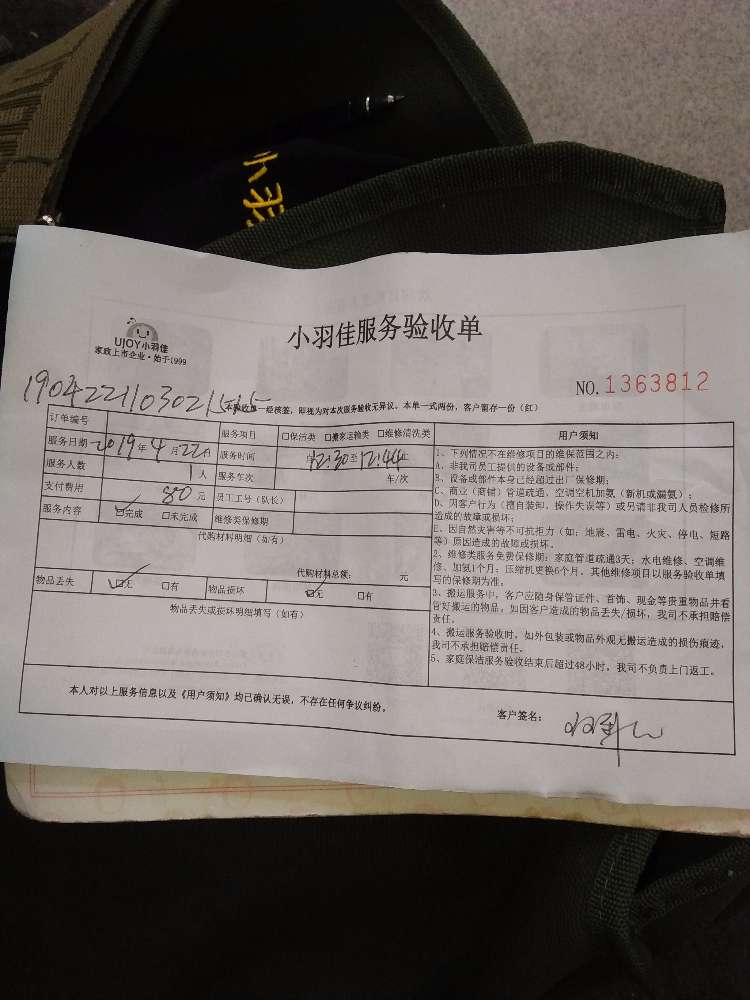 小羽
小羽佳服务验收单
UJOY小羽佳
家政上市企业·始于1999
NO.1363812
1904221103021515
本验收单一经核签，即视为对本次服务验收无异议。本单一式两份，客户留存一份（红）
订单编号 服务项目 □保洁类 □搬家运输类 □维修清洗类
服务日期 2019年4月22日 服务时间 12:30至12:44止
服务人数 1人 服务车次 车/次
支付费用 80元 员工工号（队长）
服务内容 ☑完成 □未完成 维修类保修期
代购材料明细（如有）
代购材料总额： 元
物品丢失 ☑无 □有 物品损坏 ☑无 □有
物品丢失或损坏明细填写（如有）
用户须知
1、下列情况不在维修项目的维保范围之内：
A、非我司员工提供的设备或部件；
B、设备或部件本身已经超过出厂保修期；
C、商业（商铺）管道疏通，空调空机加氟（新机或漏氟）；
D、因客户行为（擅自装卸、操作失误等）或另请非我司人员检修所
造成的故障或损坏；
E、因自然灾害等不可抗拒力（如：地震、雷电、火灾、停电、短路
等）原因造成的故障或损坏。
2、维修类服务免费保修期：家庭管道疏通3天；水电维修、空调维
修、加氟1个月；压缩机更换6个月，其他维修项目以服务验收单填
写的保修期为准。
3、搬运服务中，客户应随身保管证件、首饰、现金等贵重物品并看
管好搬运的物品，如因客户造成的物品丢失/损坏，我司不承担赔偿
责任。
4、搬运服务验收时，如外包装或物品外观无搬运造成的损伤痕迹，
我司不承担赔偿责任。
5、家庭保洁服务验收结束后超过48小时，我司不负责上门返工。
本人对以上服务信息以及《用户须知》均已确认无误，不存在任何争议纠纷。 客户签名：